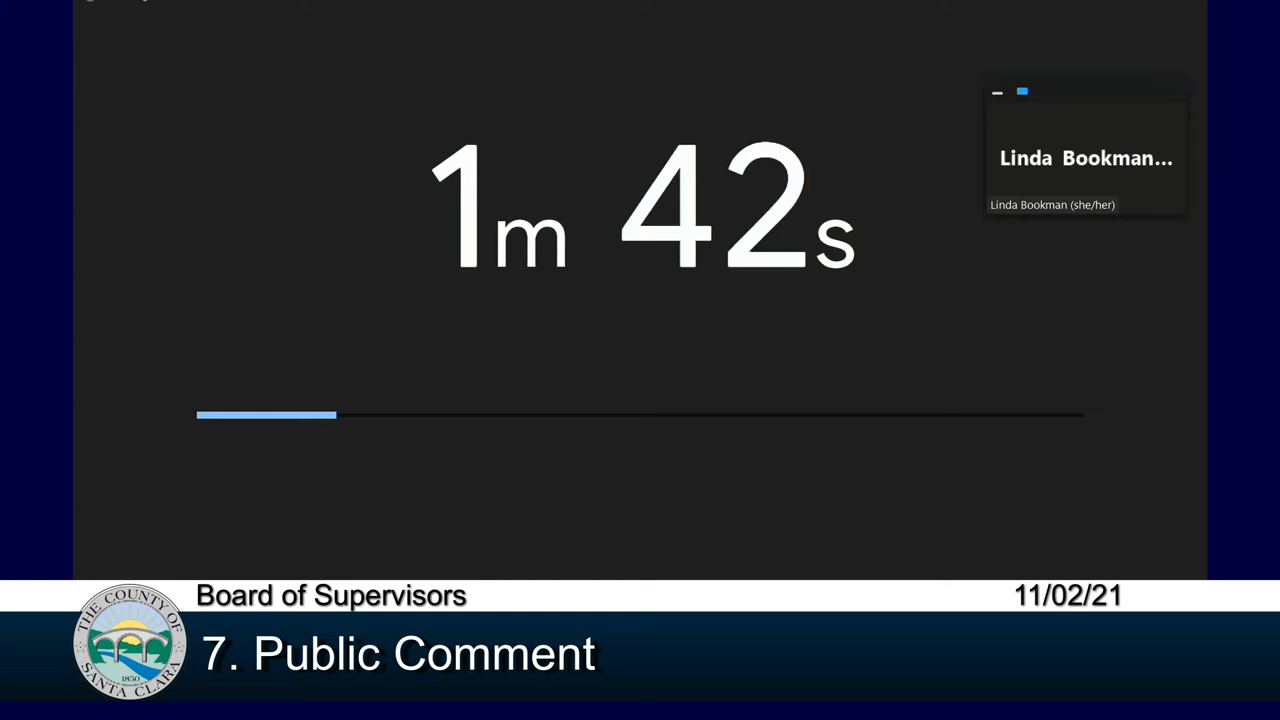 1m 42s
Linda Bookman...
Linda Bookman (she/her)
Board of Supervisors
11/02/21
7. Public Comment
THE COUNTY OF
SANTA CLARA
1850